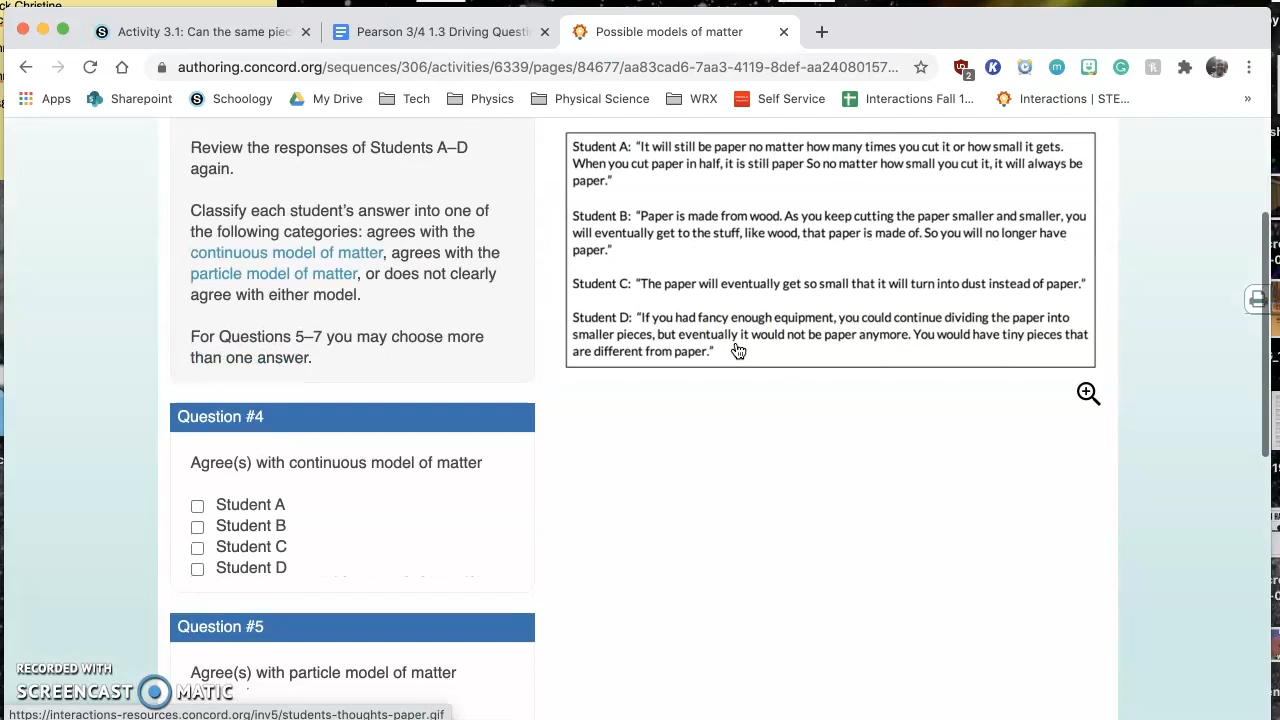 ck Christine
Activity 3.1: Can the same piec
Pearson 3/4 1.3 Driving Questi
Possible models of matter
authoring.concord.org/sequences/306/activities/6339/pages/84677/aa83cad6-7aa3-4119-8def-aa24080157...
2
Apps
Sharepoint
Schoology
My Drive
Tech
Physics
Physical Science
WRX
Self Service
Interactions Fall 1...
Interactions | STE...
»
Review the responses of Students A–D
again.
Classify each student's answer into one of
the following categories: agrees with the
continuous model of matter, agrees with the
particle model of matter, or does not clearly
agree with either model.
For Questions 5–7 you may choose more
than one answer.
Question #4
Agree(s) with continuous model of matter
Student A
Student B
Student C
Student D
Question #5
Agree(s) with particle model of matter
Student A: "It will still be paper no matter how many times you cut it or how small it gets.
When you cut paper in half, it is still paper So no matter how small you cut it, it will always be
paper."
Student B: "Paper is made from wood. As you keep cutting the paper smaller and smaller, you
will eventually get to the stuff, like wood, that paper is made of. So you will no longer have
paper."
Student C: "The paper will eventually get so small that it will turn into dust instead of paper."
Student D: "If you had fancy enough equipment, you could continue dividing the paper into
smaller pieces, but eventually it would not be paper anymore. You would have tiny pieces that
are different from paper."
RECORDED WITH
SCREENCAST MATIC
https://interactions-resources.concord.org/inv5/students-thoughts-paper.gif